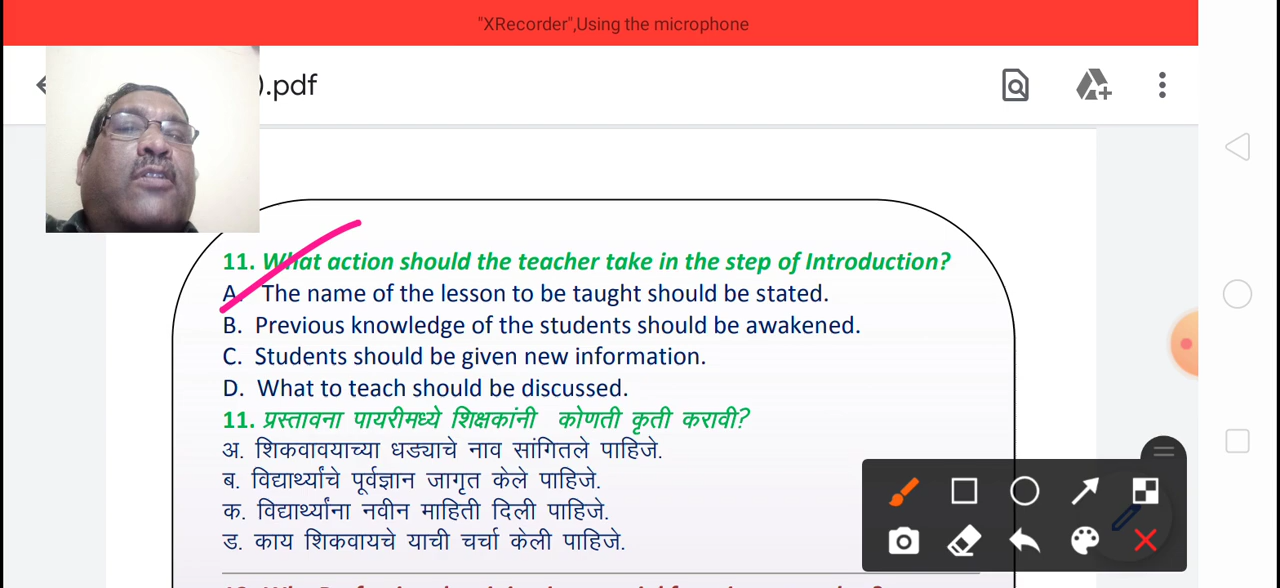 "XRecorder",Using the microphone
).pdf
11. What action should the teacher take in the step of Introduction?
A. The name of the lesson to be taught should be stated.
B. Previous knowledge of the students should be awakened.
C. Students should be given new information.
D. What to teach should be discussed.
11. प्रस्तावना पायरीमध्ये शिक्षकांनी कोणती कृती करावी?
अ. शिकवावयाच्या धड्याचे नाव सांगितले पाहिजे.
ब. विद्यार्थ्यांचे पूर्वज्ञान जागृत केले पाहिजे.
क. विद्यार्थ्यांना नवीन माहिती दिली पाहिजे.
ड. काय शिकवायचे याची चर्चा केली पाहिजे.